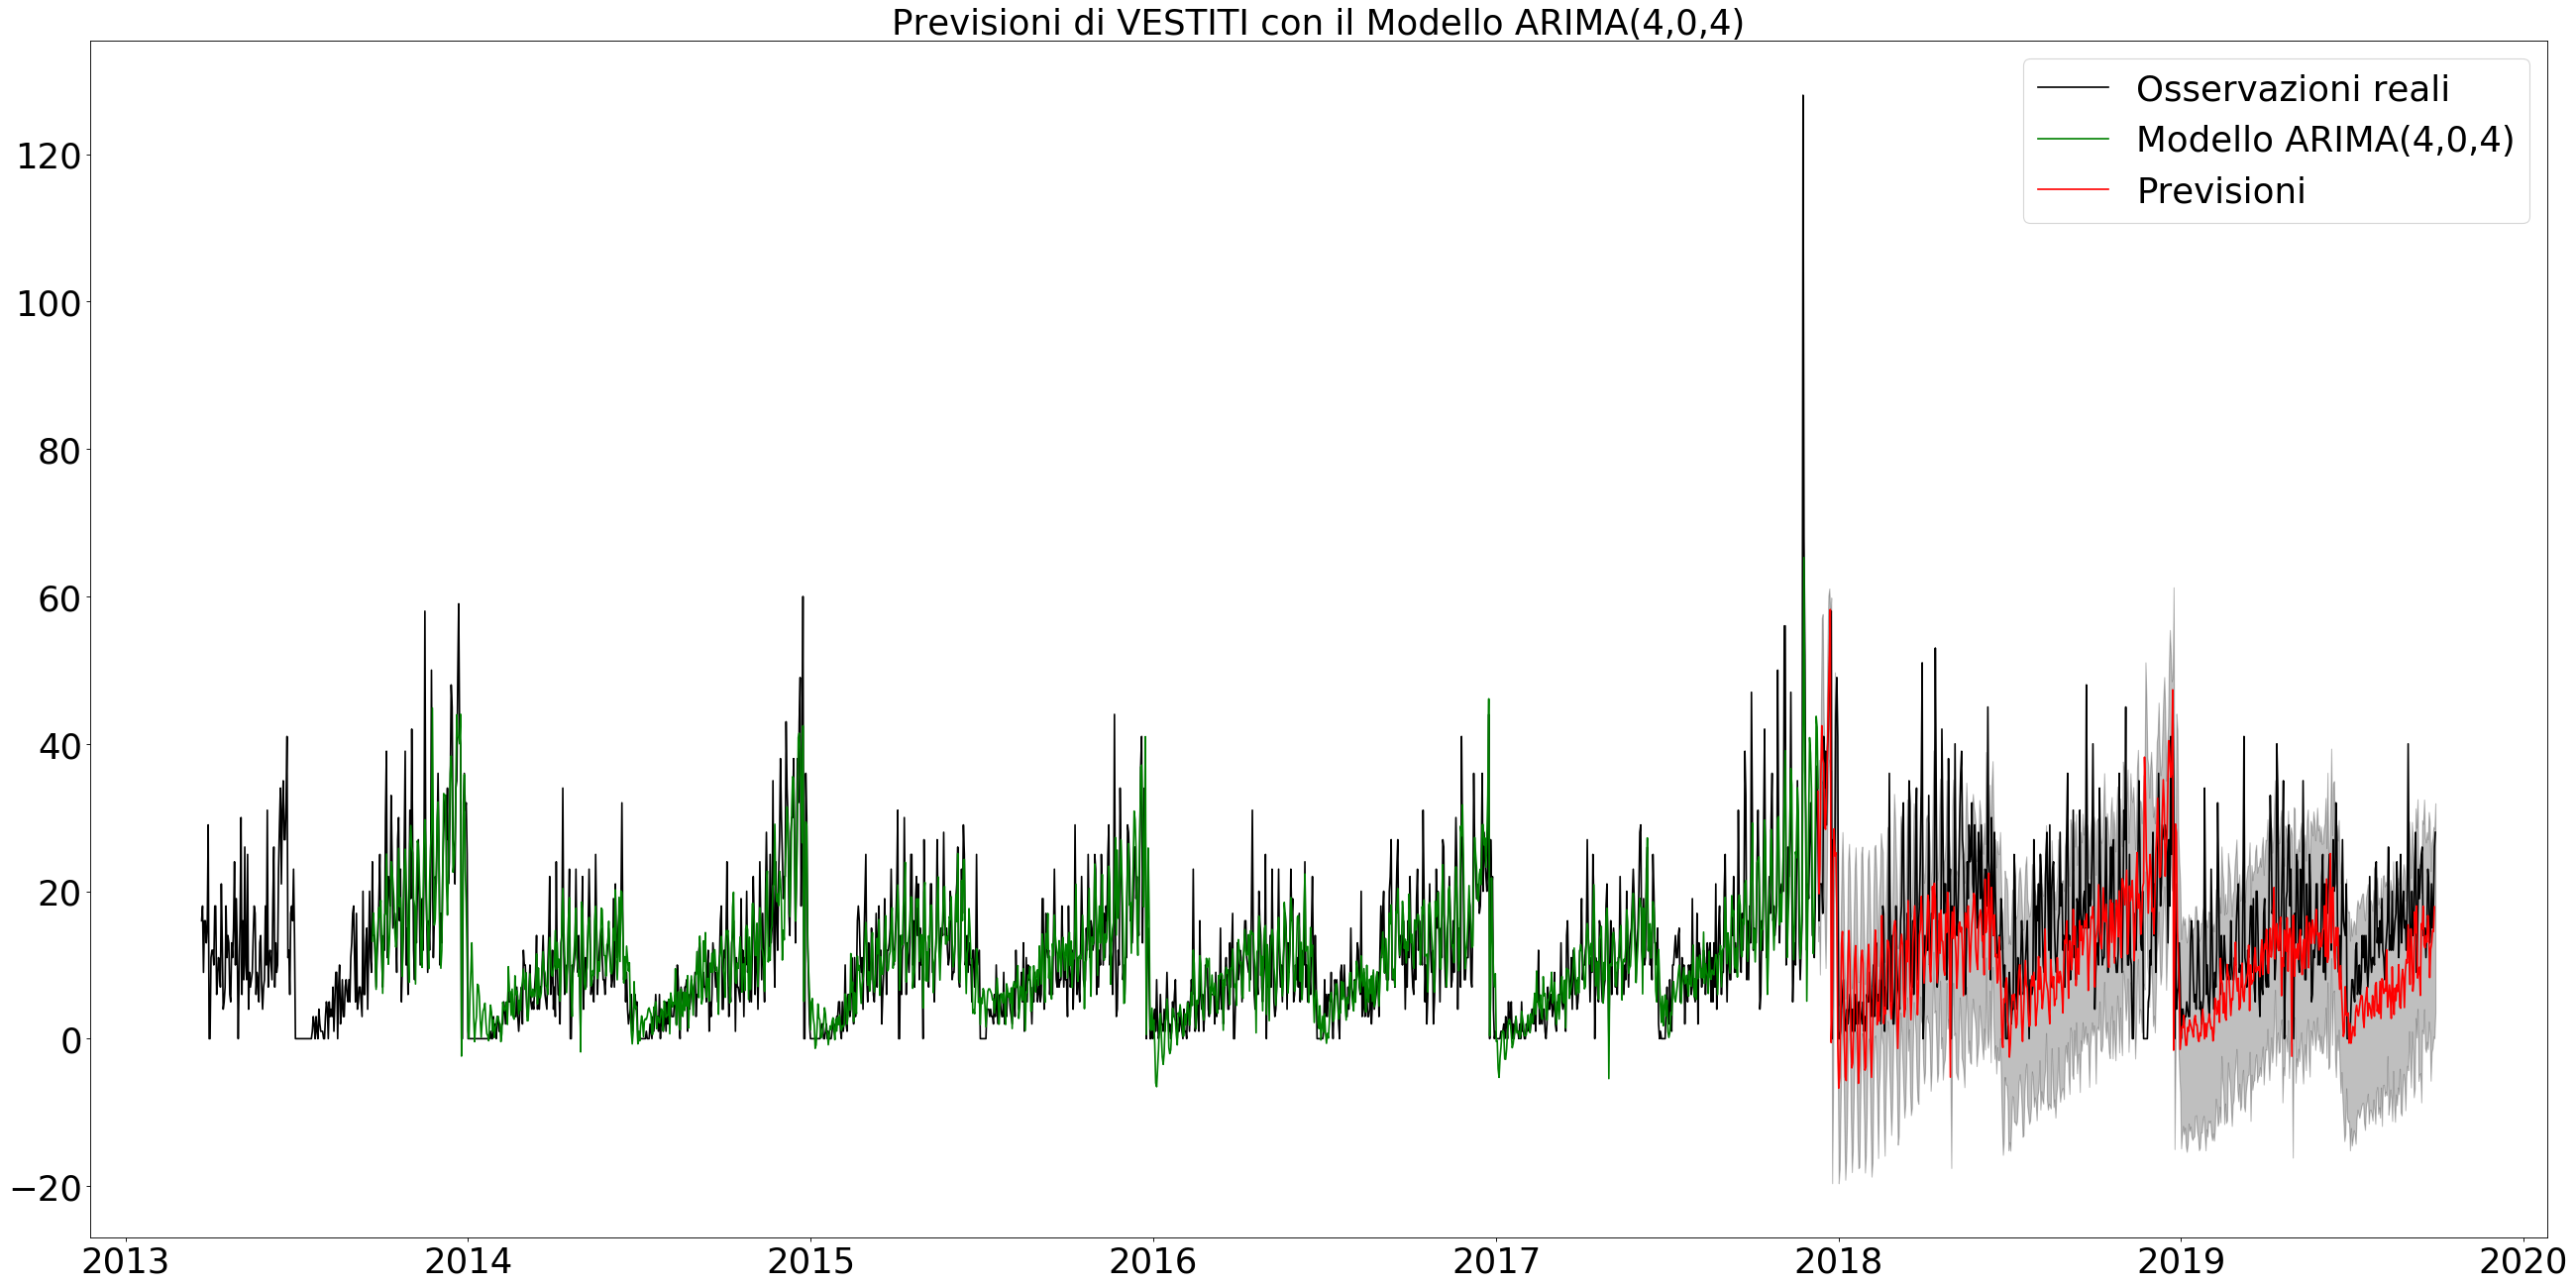 Previsioni di VESTITI con il Modello ARIMA(4,0,4)
Osservazioni reali
Modello ARIMA(4,0,4)
Previsioni
120
100
80
60
40
20
0
−20
2013 2014 2015 2016 2017 2018 2019 2020